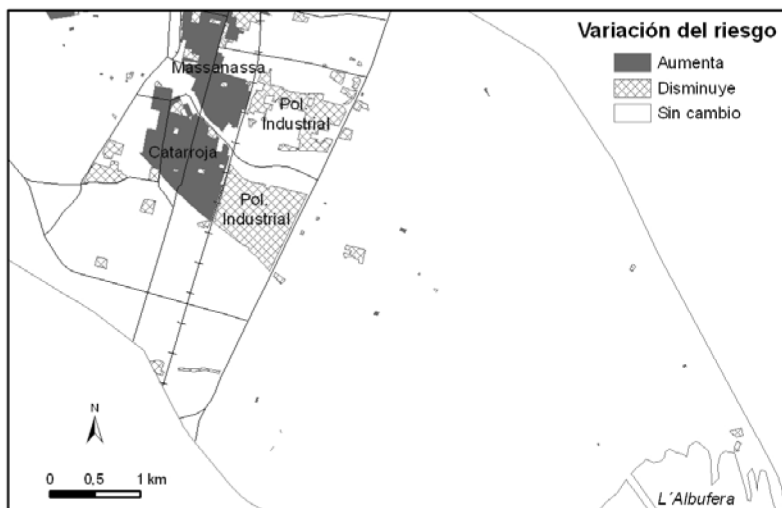 Variación del riesgo
Aumenta
Disminuye
Sin cambio
Massanassa
Pol.
Industrial
Catarroja
Pol.
Industrial
N
0 0,5 1 km
L´Albufera